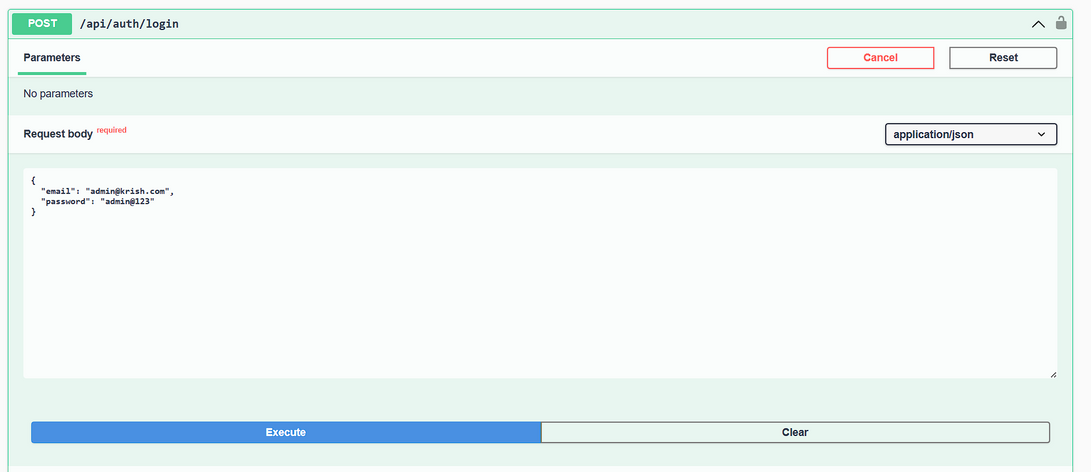 POST /api/auth/login
Parameters Cancel Reset
No parameters
Request body required application/json
{
  "email": "admin@krish.com",
  "password": "admin@123"
}
Execute Clear